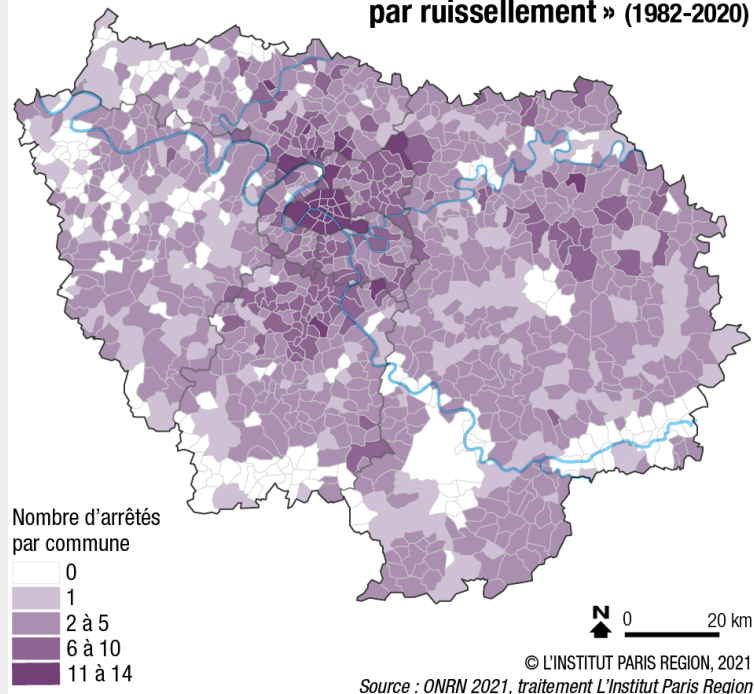 par ruissellement » (1982-2020)
Nombre d’arrêtés
par commune
0
1
2 à 5
6 à 10
11 à 14
N
0 20 km
© L’INSTITUT PARIS REGION, 2021
Source : ONRN 2021, traitement L’Institut Paris Region